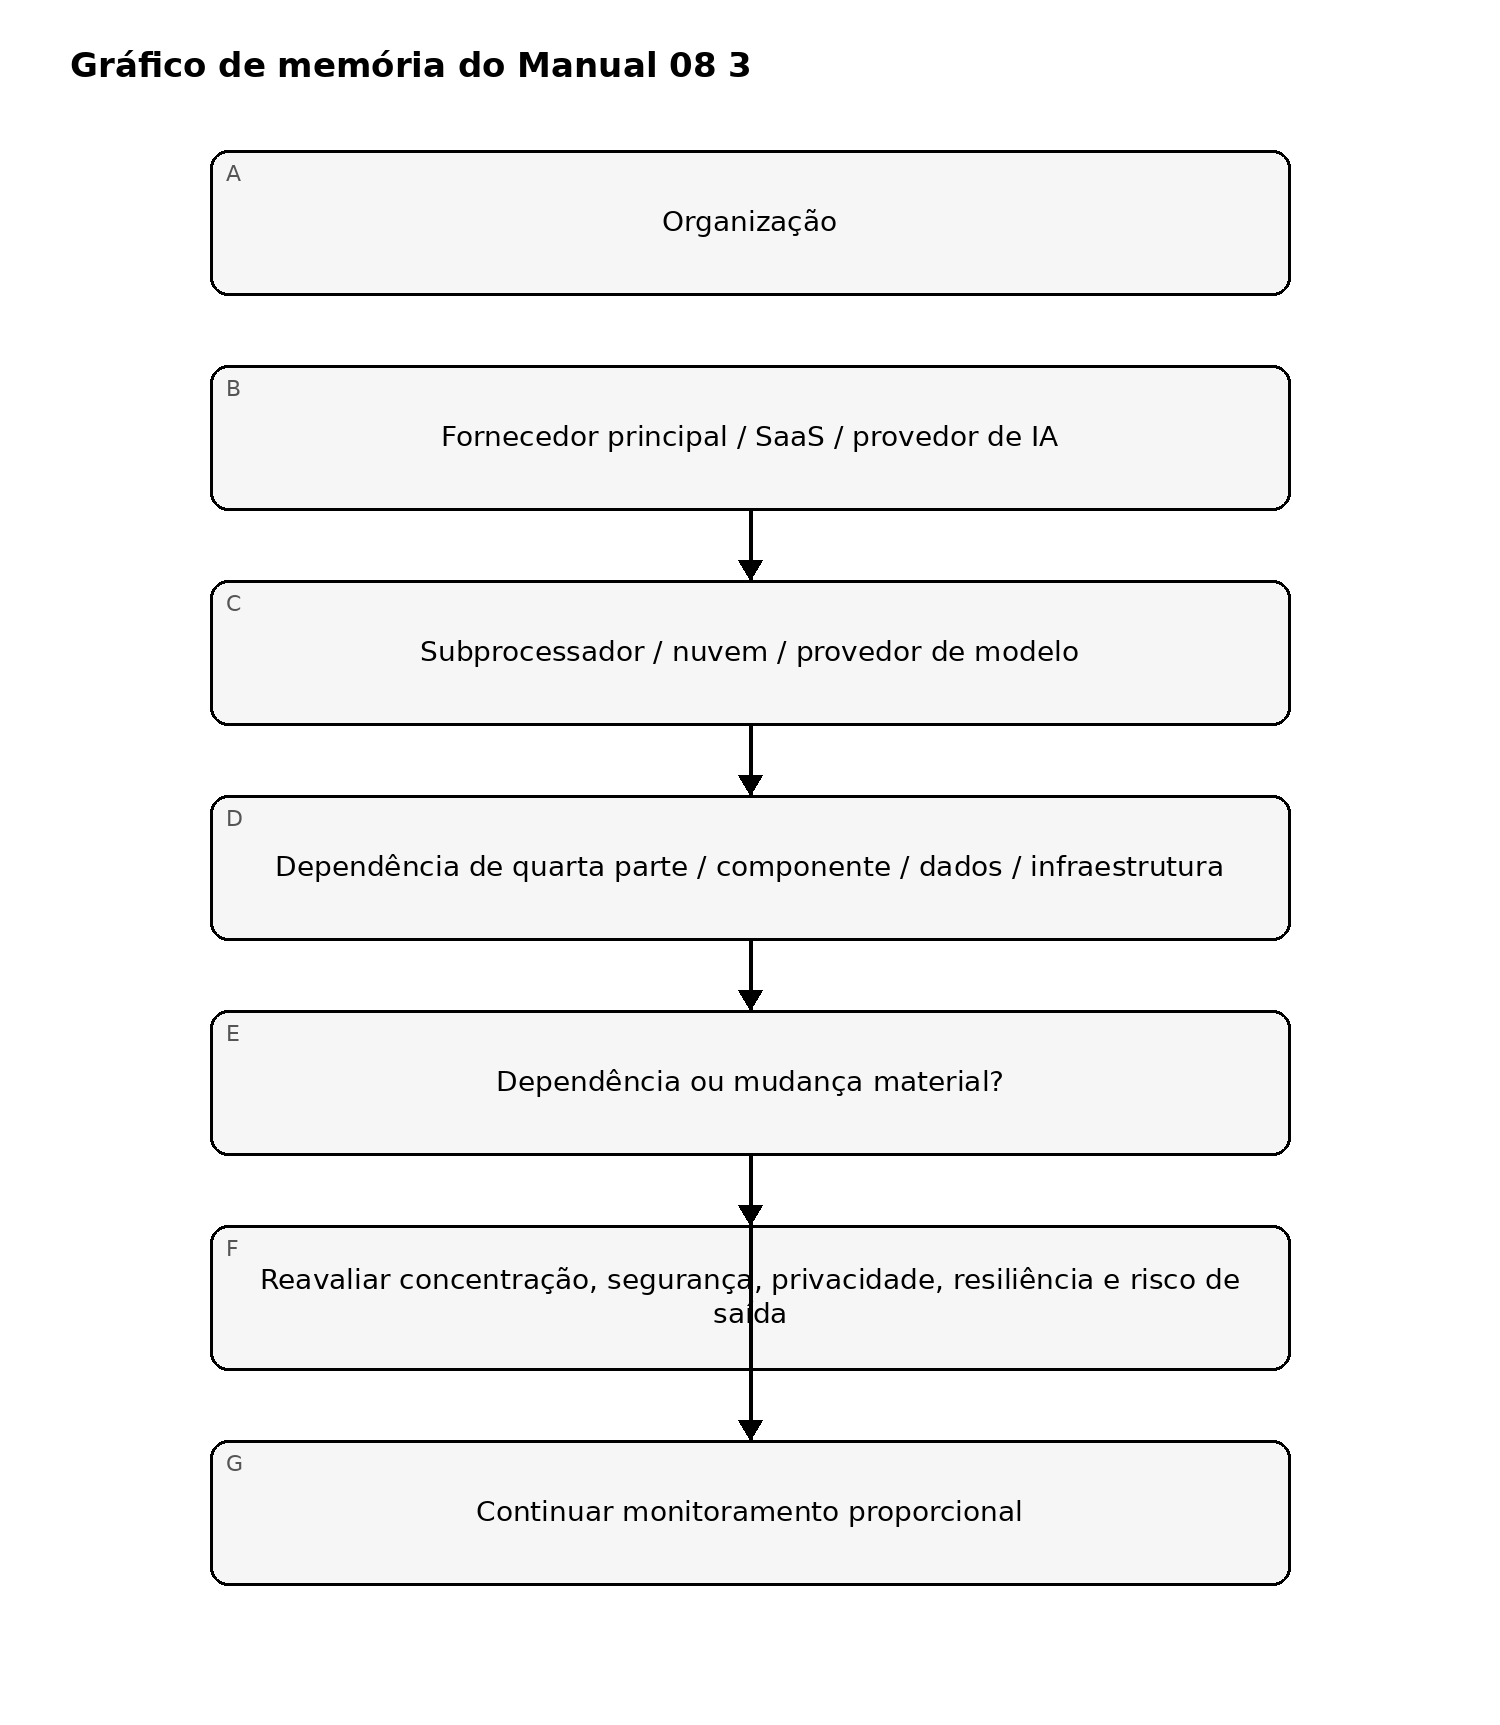 Gráfico de memória do Manual 08 3
A
Organização
B
Fornecedor principal / SaaS / provedor de IA
C
Subprocessador / nuvem / provedor de modelo
D
Dependência de quarta parte / componente / dados / infraestrutura
E
Dependência ou mudança material?
F
Reavaliar concentração, segurança, privacidade, resiliência e risco de
saída
G
Continuar monitoramento proporcional